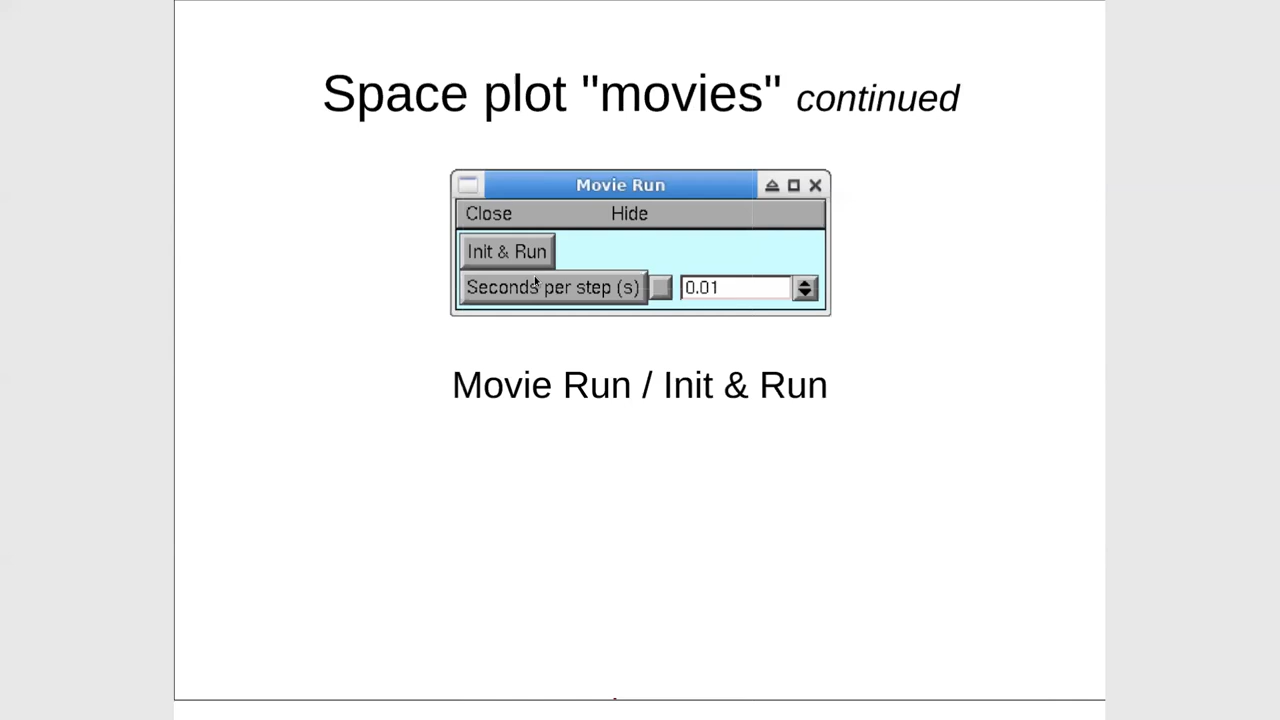 Space plot "movies" continued
Movie Run
Close Hide
Init & Run
Seconds per step (s) 0.01
Movie Run / Init & Run